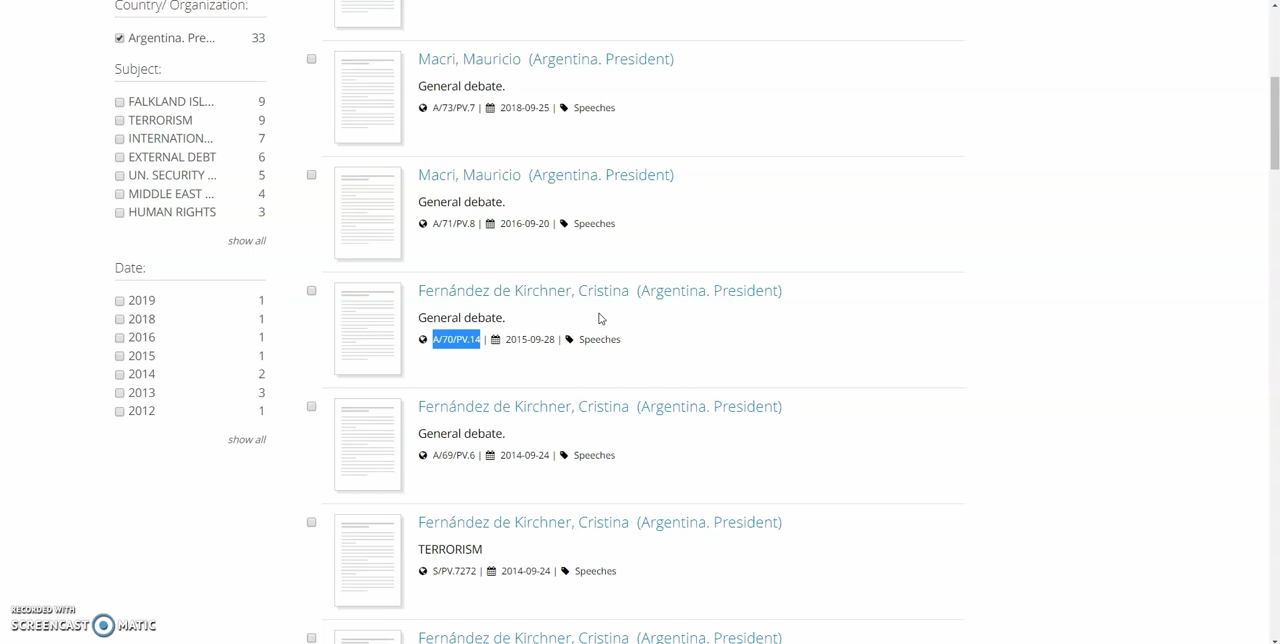 Country/ Organization:
Argentina. Pre... 33
Subject:
FALKLAND ISL... 9
TERRORISM 9
INTERNATION... 7
EXTERNAL DEBT 6
UN. SECURITY ... 5
MIDDLE EAST ... 4
HUMAN RIGHTS 3
show all
Date:
2019 1
2018 1
2016 1
2015 1
2014 2
2013 3
2012 1
show all
Macri, Mauricio (Argentina. President)
General debate.
A/73/PV.7 | 2018-09-25 | Speeches
Macri, Mauricio (Argentina. President)
General debate.
A/71/PV.8 | 2016-09-20 | Speeches
Fernández de Kirchner, Cristina (Argentina. President)
General debate.
A/70/PV.14 | 2015-09-28 | Speeches
Fernández de Kirchner, Cristina (Argentina. President)
General debate.
A/69/PV.6 | 2014-09-24 | Speeches
Fernández de Kirchner, Cristina (Argentina. President)
TERRORISM
S/PV.7272 | 2014-09-24 | Speeches
Fernández de Kirchner, Cristina (Argentina. President)
RECORDED WITH
SCREENCAST MATIC